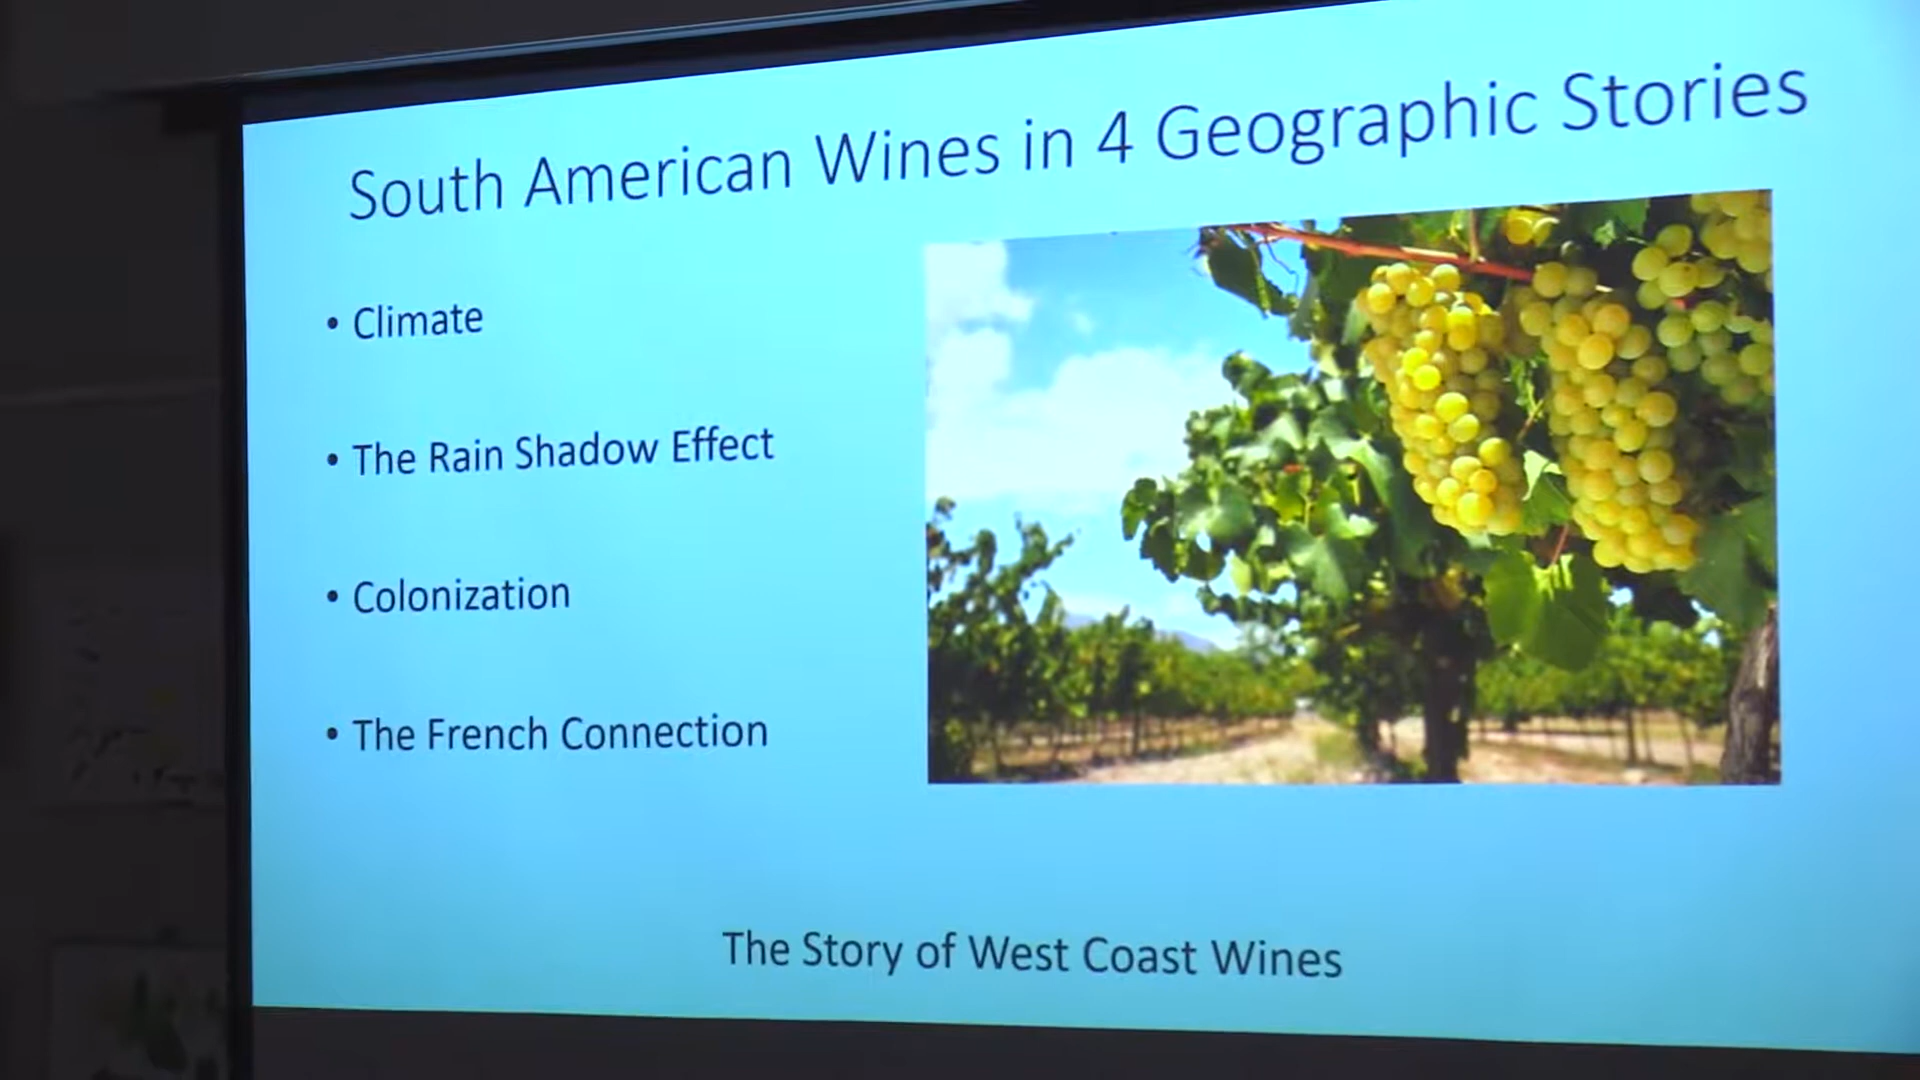 South American Wines in 4 Geographic Stories
• Climate
• The Rain Shadow Effect
• Colonization
• The French Connection
The Story of West Coast Wines